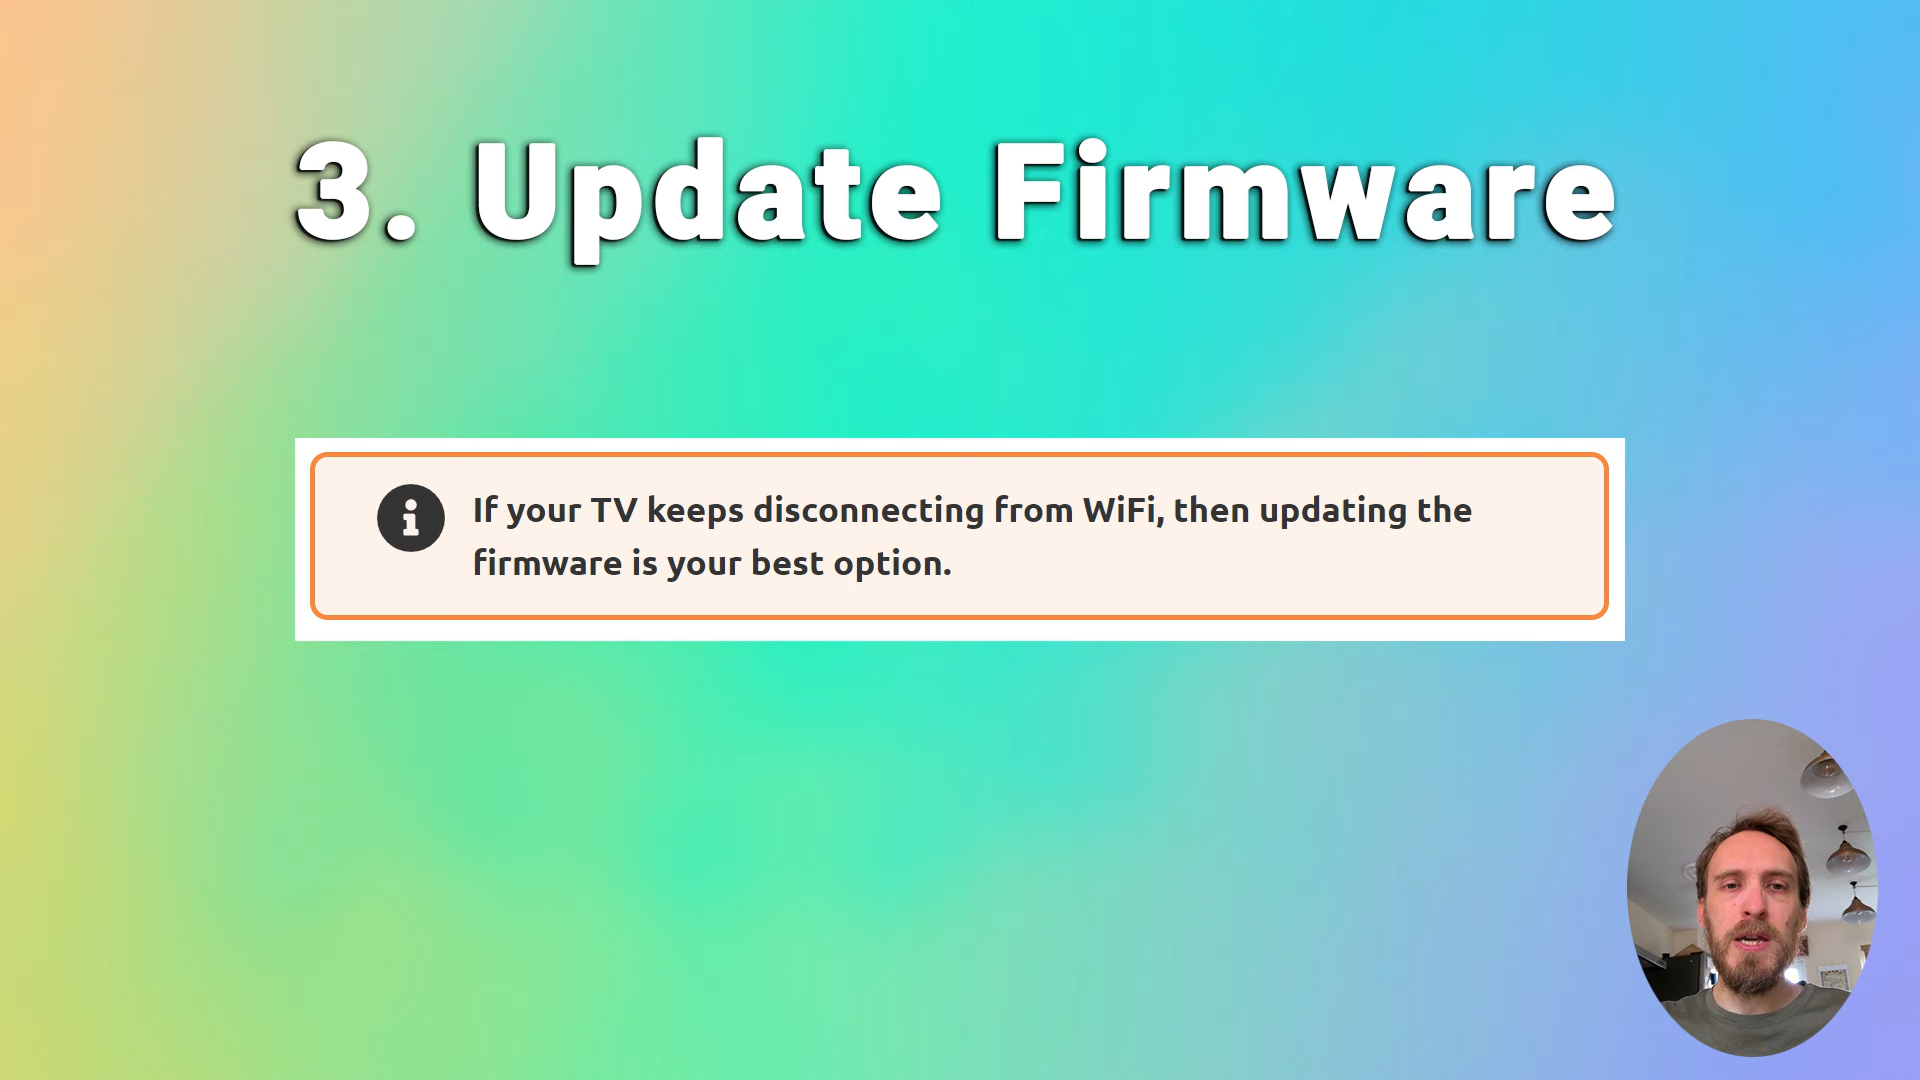 3. Update Firmware
If your TV keeps disconnecting from WiFi, then updating the
firmware is your best option.